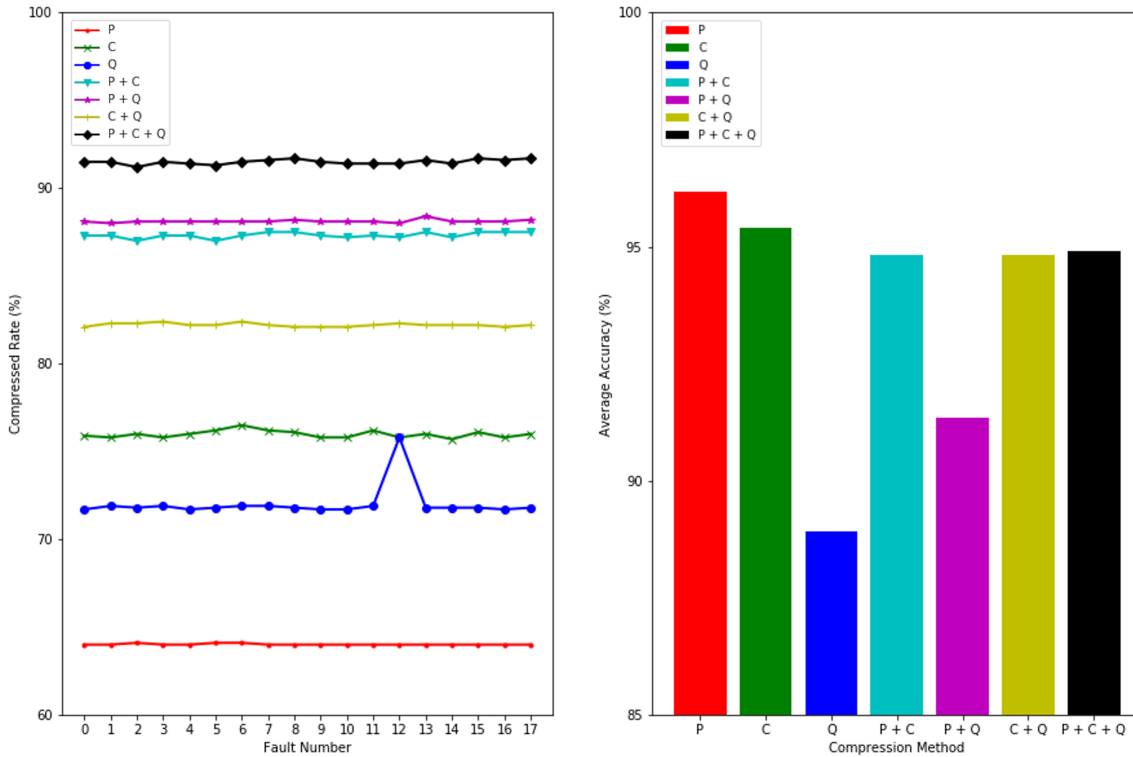 100
90
80
70
60
Compressed Rate (%)
P
C
Q
P + C
P + Q
C + Q
P + C + Q
0 1 2 3 4 5 6 7 8 9 10 11 12 13 14 15 16 17
Fault Number
100
95
90
85
Average Accuracy (%)
P
C
Q
P + C
P + Q
C + Q
P + C + Q
P C Q P + C P + Q C + Q P + C + Q
Compression Method